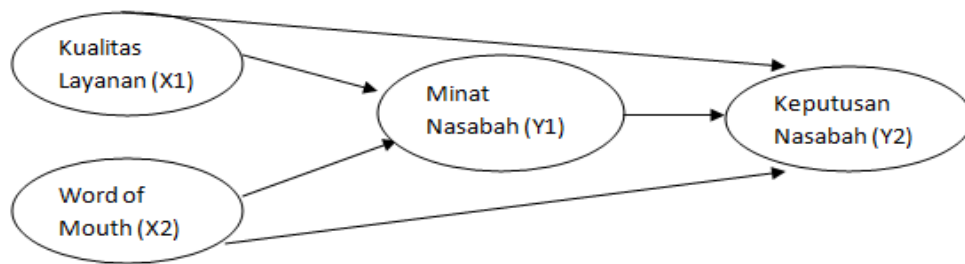 Kualitas
Layanan (X1)
Minat
Nasabah (Y1)
Keputusan
Nasabah (Y2)
Word of
Mouth (X2)